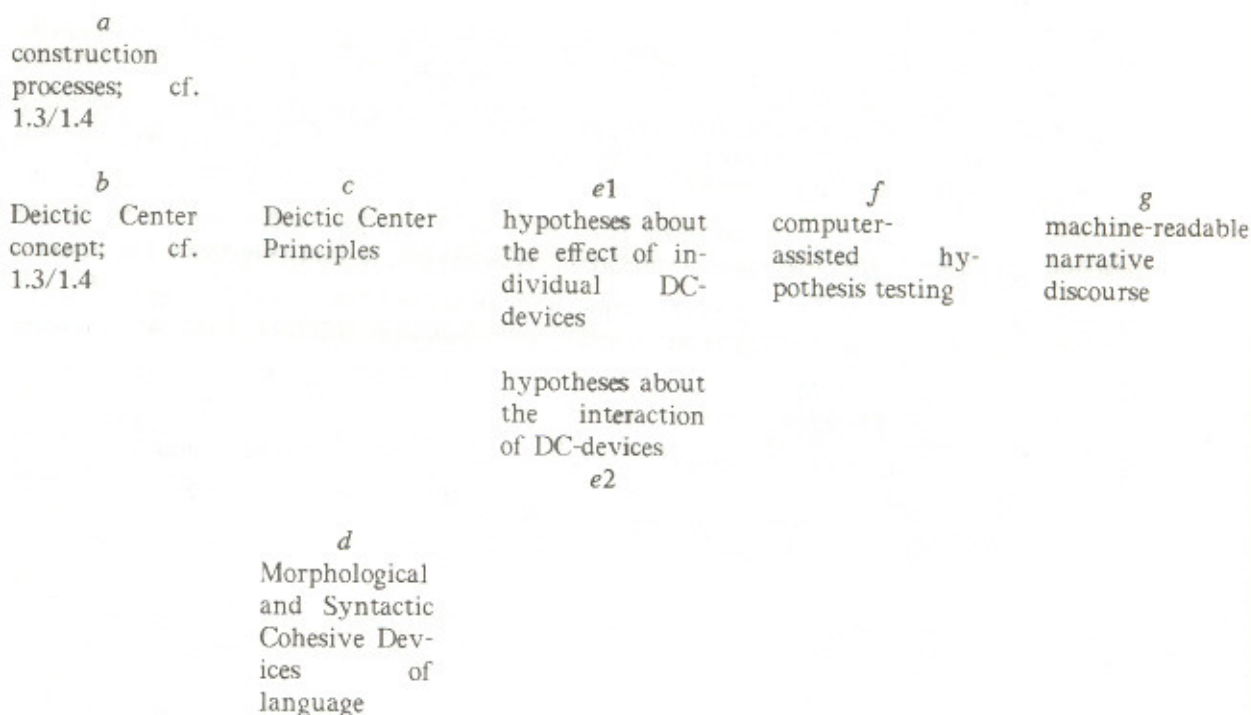 a
construction
processes; cf.
1.3/1.4
b
Deictic Center
concept; cf.
1.3/1.4
c
Deictic Center
Principles
e1
hypotheses about
the effect of in-
dividual DC-
devices
hypotheses about
the interaction
of DC-devices
e2
f
computer-
assisted hy-
pothesis testing
g
machine-readable
narrative
discourse
d
Morphological
and Syntactic
Cohesive Dev-
ices of
language